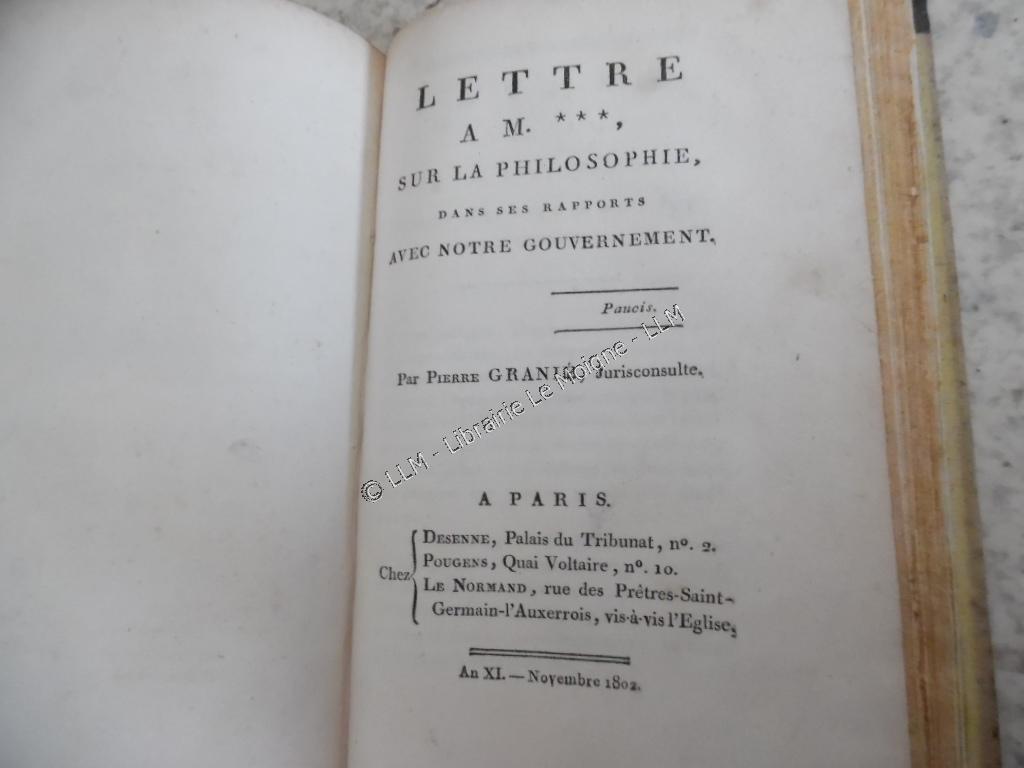 LETTRE
A M. ***,
SUR LA PHILOSOPHIE,
DANS SES RAPPORTS
AVEC NOTRE GOUVERNEMENT.
Paucis.
Par PIERRE Jurisconsulte.
© LLM - Librairie Le Moigne - LLM
A PARIS.
Chez
DESENNE, Palais du Tribunat, nº. 2.
POUGENS, Quai Voltaire, nº. 10.
LE NORMAND, rue des Prêtres-Saint-
Germain-l'Auxerrois, vis-à-vis l'Eglise.
An XI. — Novembre 1802.